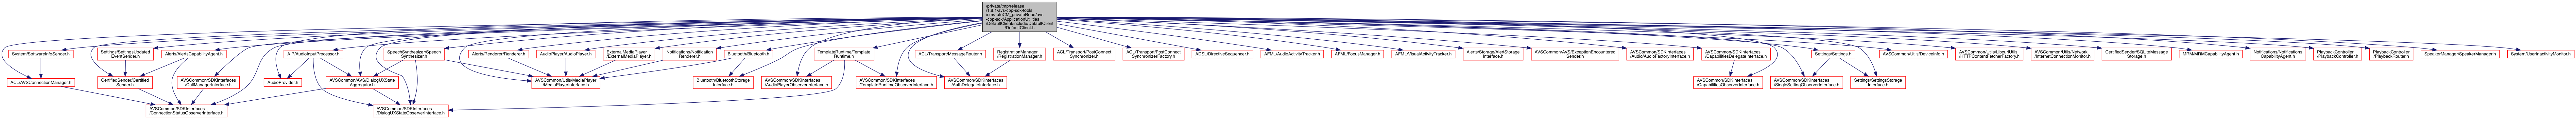 /private/tmp/release
/1.8.1/avs-cpp-sdk-tools
/cm/autoCM_privateRepo/avs
-cpp-sdk/ApplicationUtilities
/DefaultClient/include/DefaultClient
/DefaultClient.h
System/SoftwareInfoSender.h
Settings/SettingsUpdated
EventSender.h
Alerts/AlertsCapabilityAgent.h
AIP/AudioInputProcessor.h
SpeechSynthesizer/Speech
Synthesizer.h
Alerts/Renderer/Renderer.h
AudioPlayer/AudioPlayer.h
ExternalMediaPlayer
/ExternalMediaPlayer.h
Notifications/Notification
Renderer.h
Bluetooth/Bluetooth.h
TemplateRuntime/Template
Runtime.h
ACL/Transport/MessageRouter.h
RegistrationManager
/RegistrationManager.h
ACL/Transport/PostConnect
Synchronizer.h
ACL/Transport/PostConnect
SynchronizerFactory.h
ADSL/DirectiveSequencer.h
AFML/AudioActivityTracker.h
AFML/FocusManager.h
AFML/VisualActivityTracker.h
Alerts/Storage/AlertStorage
Interface.h
AVSCommon/AVS/ExceptionEncountered
Sender.h
AVSCommon/SDKInterfaces
/Audio/AudioFactoryInterface.h
AVSCommon/SDKInterfaces
/CapabilitiesDelegateInterface.h
Settings/Settings.h
AVSCommon/Utils/DeviceInfo.h
AVSCommon/Utils/LibcurlUtils
/HTTPContentFetcherFactory.h
AVSCommon/Utils/Network
/InternetConnectionMonitor.h
CertifiedSender/SQLiteMessage
Storage.h
MRM/MRMCapabilityAgent.h
Notifications/Notifications
CapabilityAgent.h
PlaybackController
/PlaybackController.h
PlaybackController
/PlaybackRouter.h
SpeakerManager/SpeakerManager.h
System/UserInactivityMonitor.h
ACL/AVSConnectionManager.h
CertifiedSender/Certified
Sender.h
AVSCommon/SDKInterfaces
/CallManagerInterface.h
AudioProvider.h
AVSCommon/AVS/DialogUXState
Aggregator.h
AVSCommon/Utils/MediaPlayer
/MediaPlayerInterface.h
Bluetooth/BluetoothStorage
Interface.h
AVSCommon/SDKInterfaces
/AudioPlayerObserverInterface.h
AVSCommon/SDKInterfaces
/TemplateRuntimeObserverInterface.h
AVSCommon/SDKInterfaces
/AuthDelegateInterface.h
AVSCommon/SDKInterfaces
/CapabilitiesObserverInterface.h
AVSCommon/SDKInterfaces
/SingleSettingObserverInterface.h
Settings/SettingsStorage
Interface.h
AVSCommon/SDKInterfaces
/ConnectionStatusObserverInterface.h
AVSCommon/SDKInterfaces
/DialogUXStateObserverInterface.h